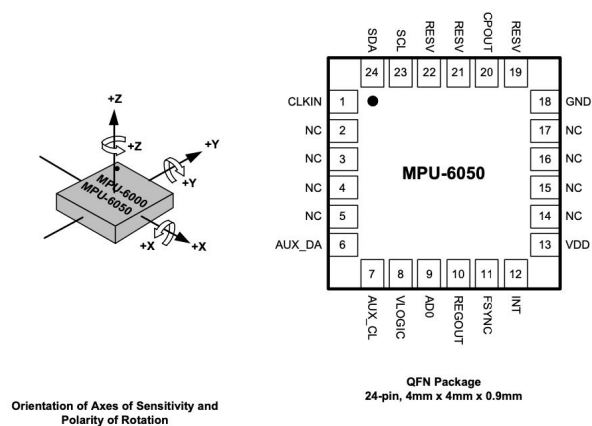 +Z
+Z
+Y
+Y
MPU-6000
MPU-6050
+X
+X
Orientation of Axes of Sensitivity and
Polarity of Rotation
SDA
SCL
RESV
RESV
CPOUT
RESV
24
23
22
21
20
19
CLKIN 1
NC 2
NC 3
NC 4
NC 5
AUX_DA 6
MPU-6050
18 GND
17 NC
16 NC
15 NC
14 NC
13 VDD
7
8
9
10
11
12
AUX_CL
VLOGIC
AD0
REGOUT
FSYNC
INT
QFN Package
24-pin, 4mm x 4mm x 0.9mm